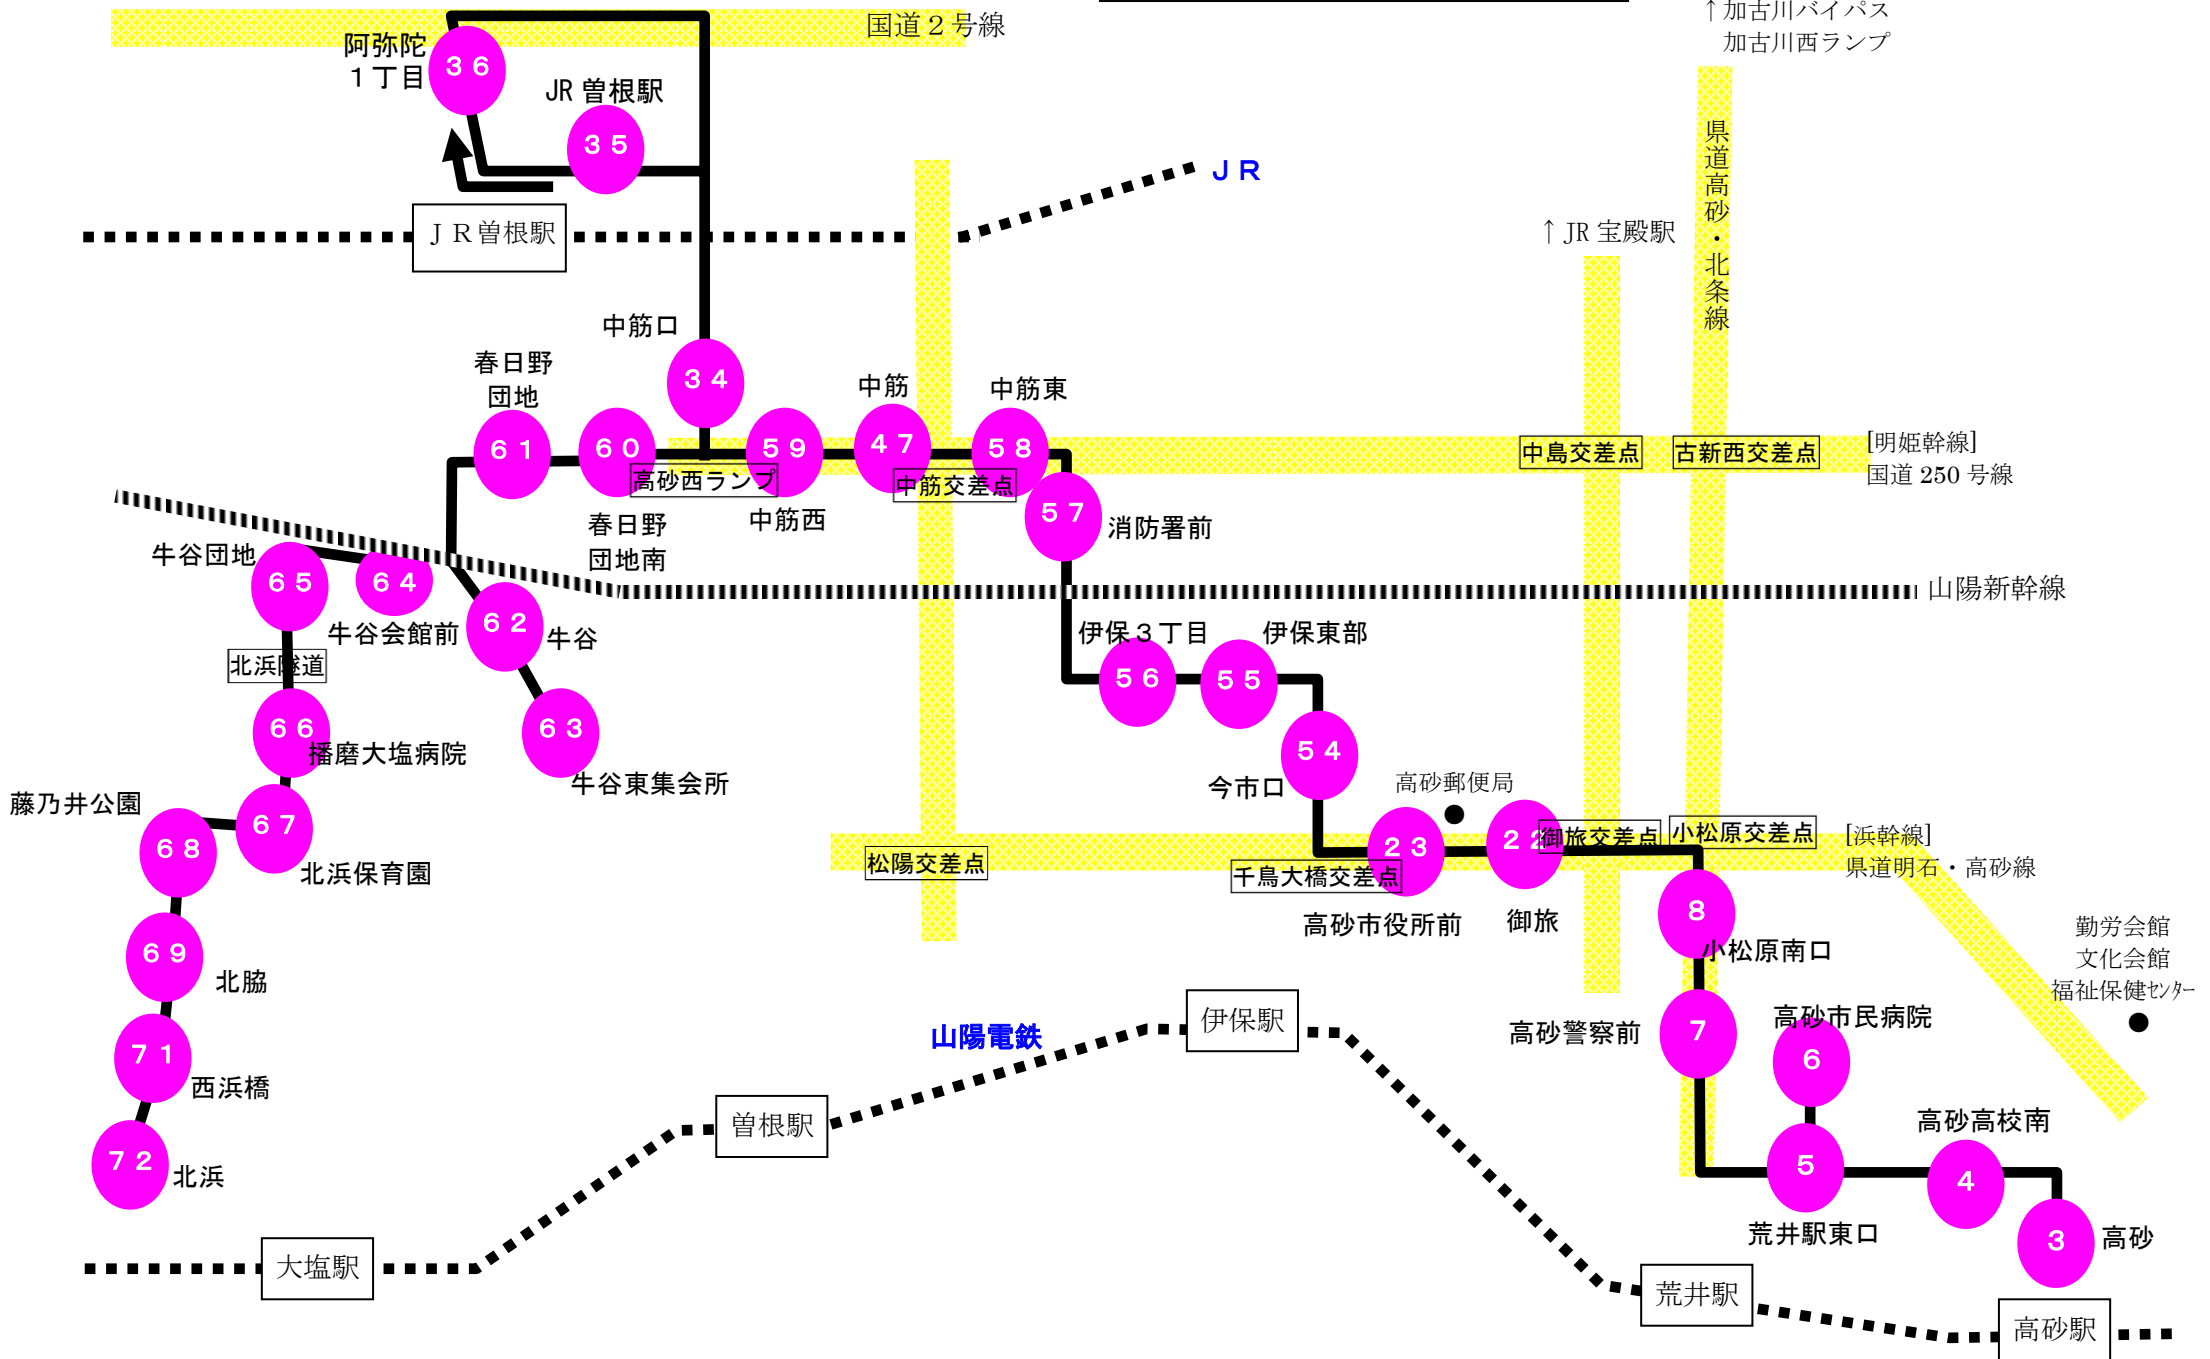 国道２号線
↑加古川バイパス
加古川西ランプ
阿弥陀
１丁目
３６
JR曽根駅
３５
県道高砂・北条線
ＪＲ
ＪＲ曽根駅
↑JR宝殿駅
中筋口
３４
春日野
団地
６１
６０
春日野
団地南
高砂西ランプ
５９
中筋西
中筋
４７
中筋交差点
中筋東
５８
中島交差点
古新西交差点
[明姫幹線]
国道250号線
５７
消防署前
山陽新幹線
牛谷団地
６５
６４
牛谷会館前
６２
牛谷
６３
牛谷東集会所
北浜隧道
６６
播磨大塩病院
伊保３丁目
５６
伊保東部
５５
５４
今市口
高砂郵便局
藤乃井公園
６８
６７
北浜保育園
松陽交差点
千鳥大橋交差点
２３
高砂市役所前
２２
御旅
御旅交差点
小松原交差点
[浜幹線]
県道明石・高砂線
８
小松原南口
勤労会館
文化会館
福祉保健センター
６９
北脇
７１
西浜橋
７２
北浜
高砂警察前
７
高砂市民病院
６
山陽電鉄
伊保駅
曽根駅
大塩駅
高砂高校南
４
５
荒井駅東口
３
高砂
荒井駅
高砂駅